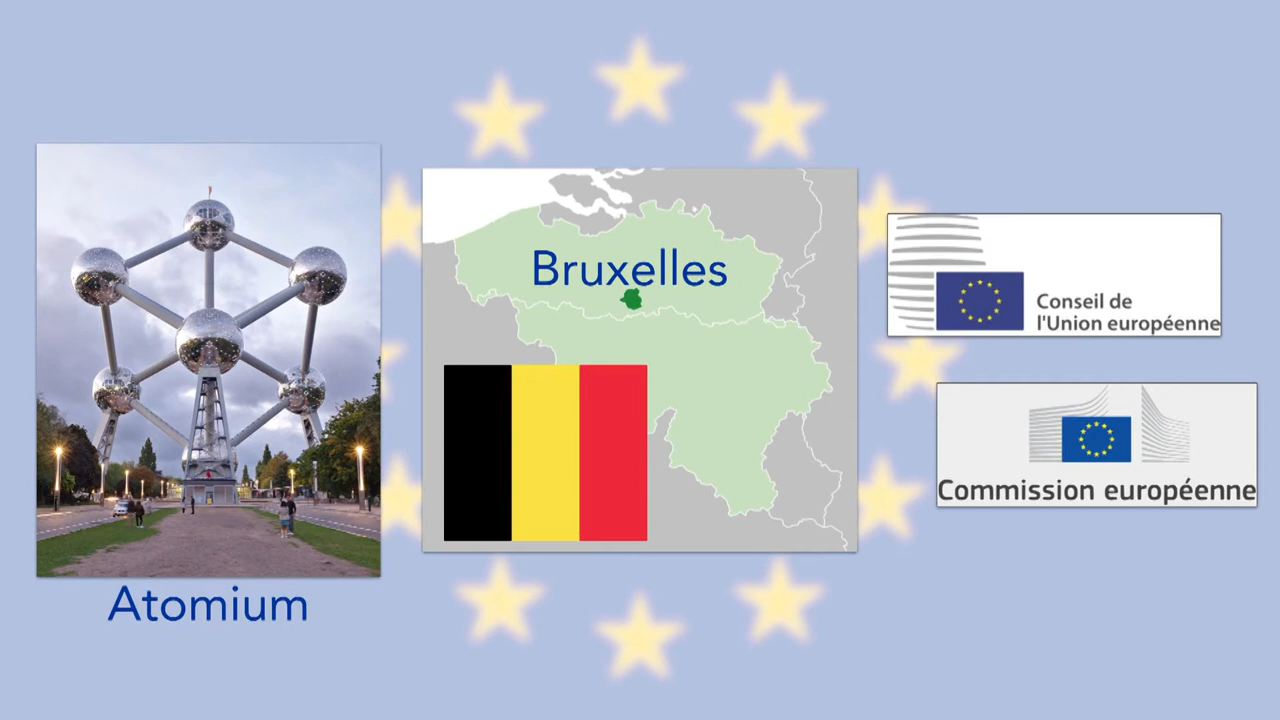 Atomium
Bruxelles
Conseil de
l'Union européenne
Commission européenne